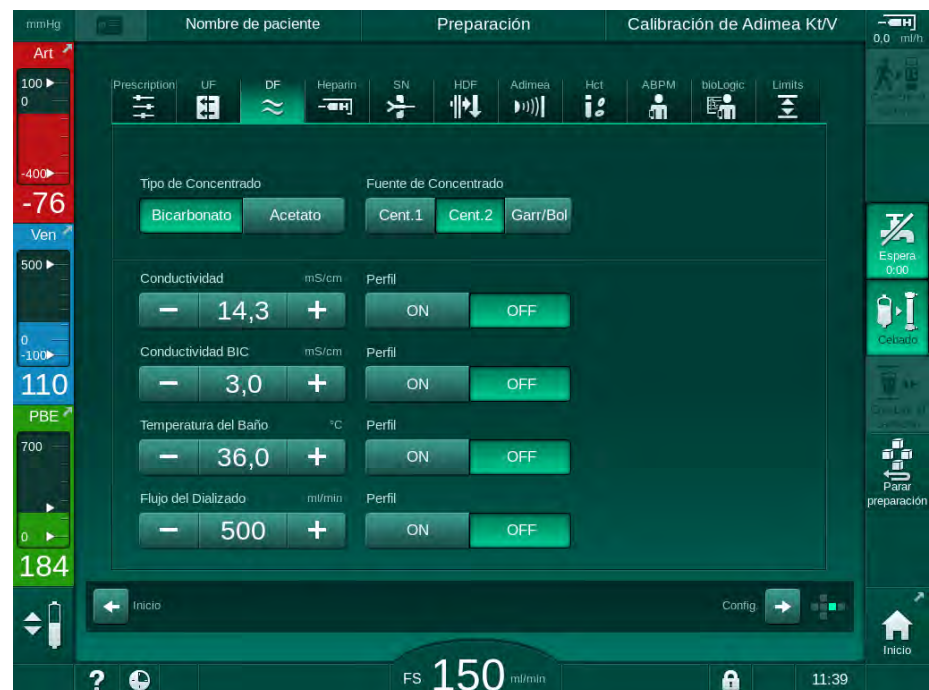 mmHg
Nombre de paciente
Preparación
Calibración de Adimea Kt/V
0,0 ml/h
Art
100
0
-400
-76
Ven
500
0
-100
110
PBE
700
0
184
Prescription
UF
DF
Heparin
SN
HDF
Adimea
Hct
ABPM
bioLogic
Limits
Tipo de Concentrado
Fuente de Concentrado
Bicarbonato
Acetato
Cent.1
Cent.2
Garr/Bol
Conductividad mS/cm
Perfil
14,3
ON
OFF
Conductividad BIC mS/cm
Perfil
3,0
ON
OFF
Temperatura del Baño °C
Perfil
36,0
ON
OFF
Flujo del Dializado ml/min
Perfil
500
ON
OFF
Espera
0:00
Cebado
Parar
preparación
Inicio
Config.
Inicio
?
FS 150 ml/min
11:39